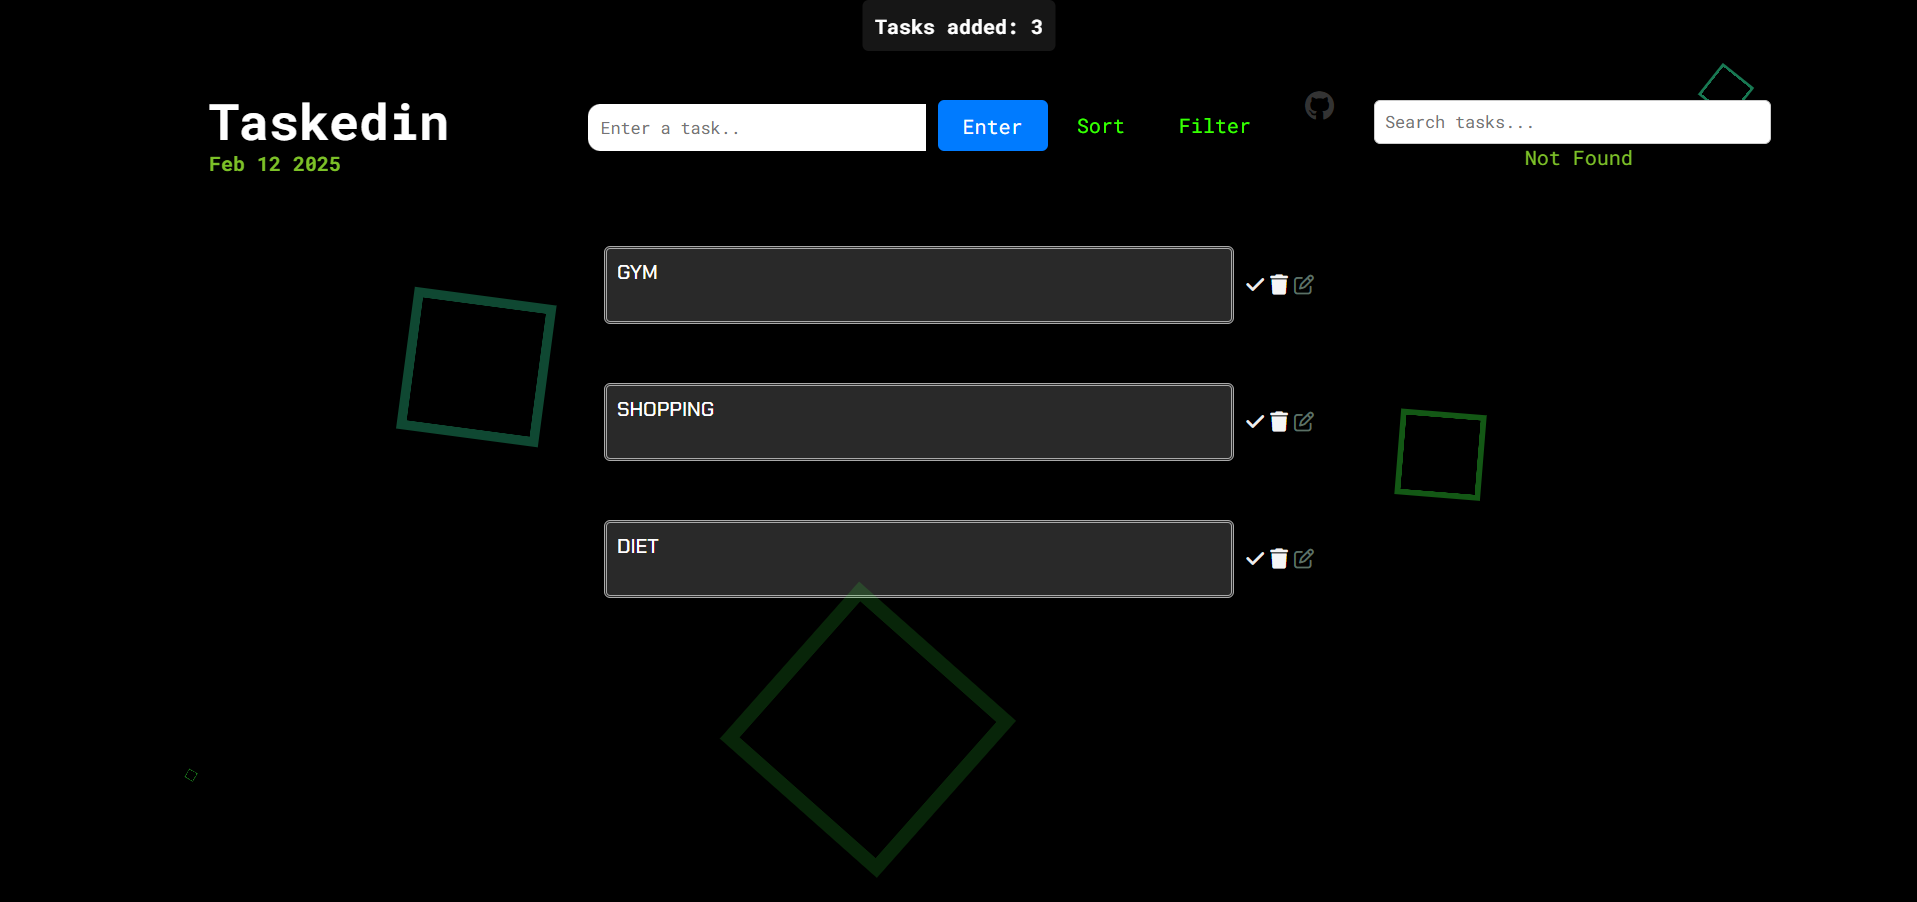 Tasks added: 3
Taskedin
Feb 12 2025
Enter a task..
Enter
Sort
Filter
Search tasks...
Not Found
GYM
SHOPPING
DIET